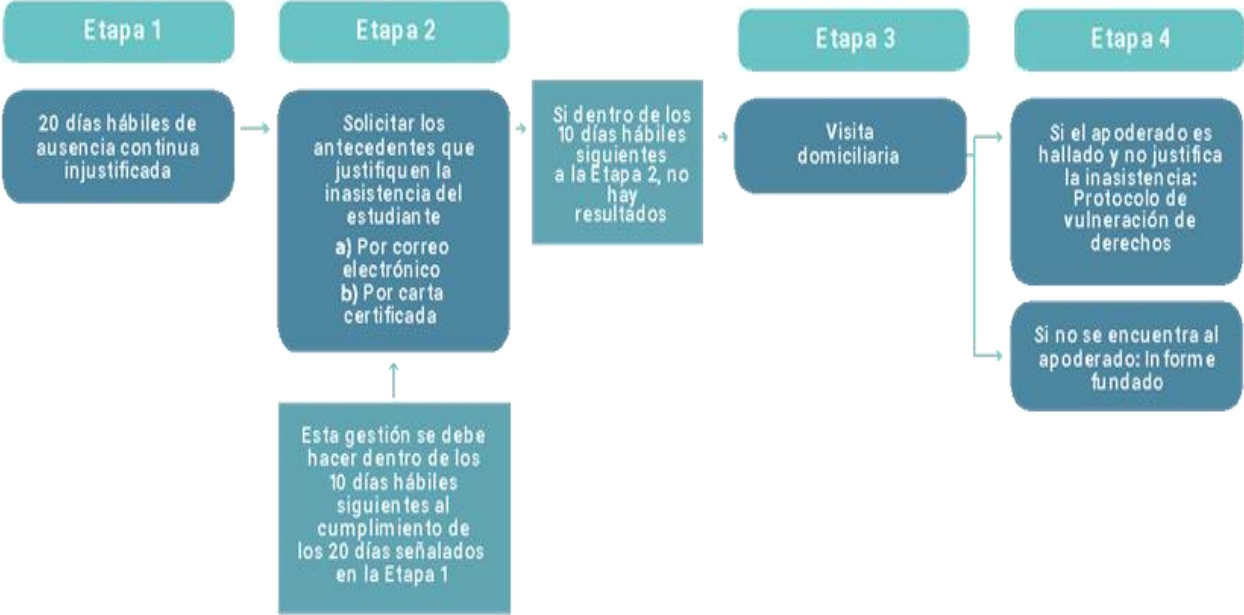 Etapa 1
20 días hábiles de
ausencia continua
injustificada
Etapa 2
Solicitar los
antecedentes que
justifiquen la
inasistencia del
estudiante
a) Por correo
electrónico
b) Por carta
certificada
Esta gestión se debe
hacer dentro de los
10 días hábiles
siguientes al
cumplimiento de
los 20 días señalados
en la Etapa 1
Si dentro de los
10 días hábiles
siguientes
a la Etapa 2, no
hay
resultados
Etapa 3
Visita
domiciliaria
Etapa 4
Si el apoderado es
hallado y no justifica
la inasistencia:
Protocolo de
vulneración de
derechos
Si no se encuentra al
apoderado: Informe
fundado